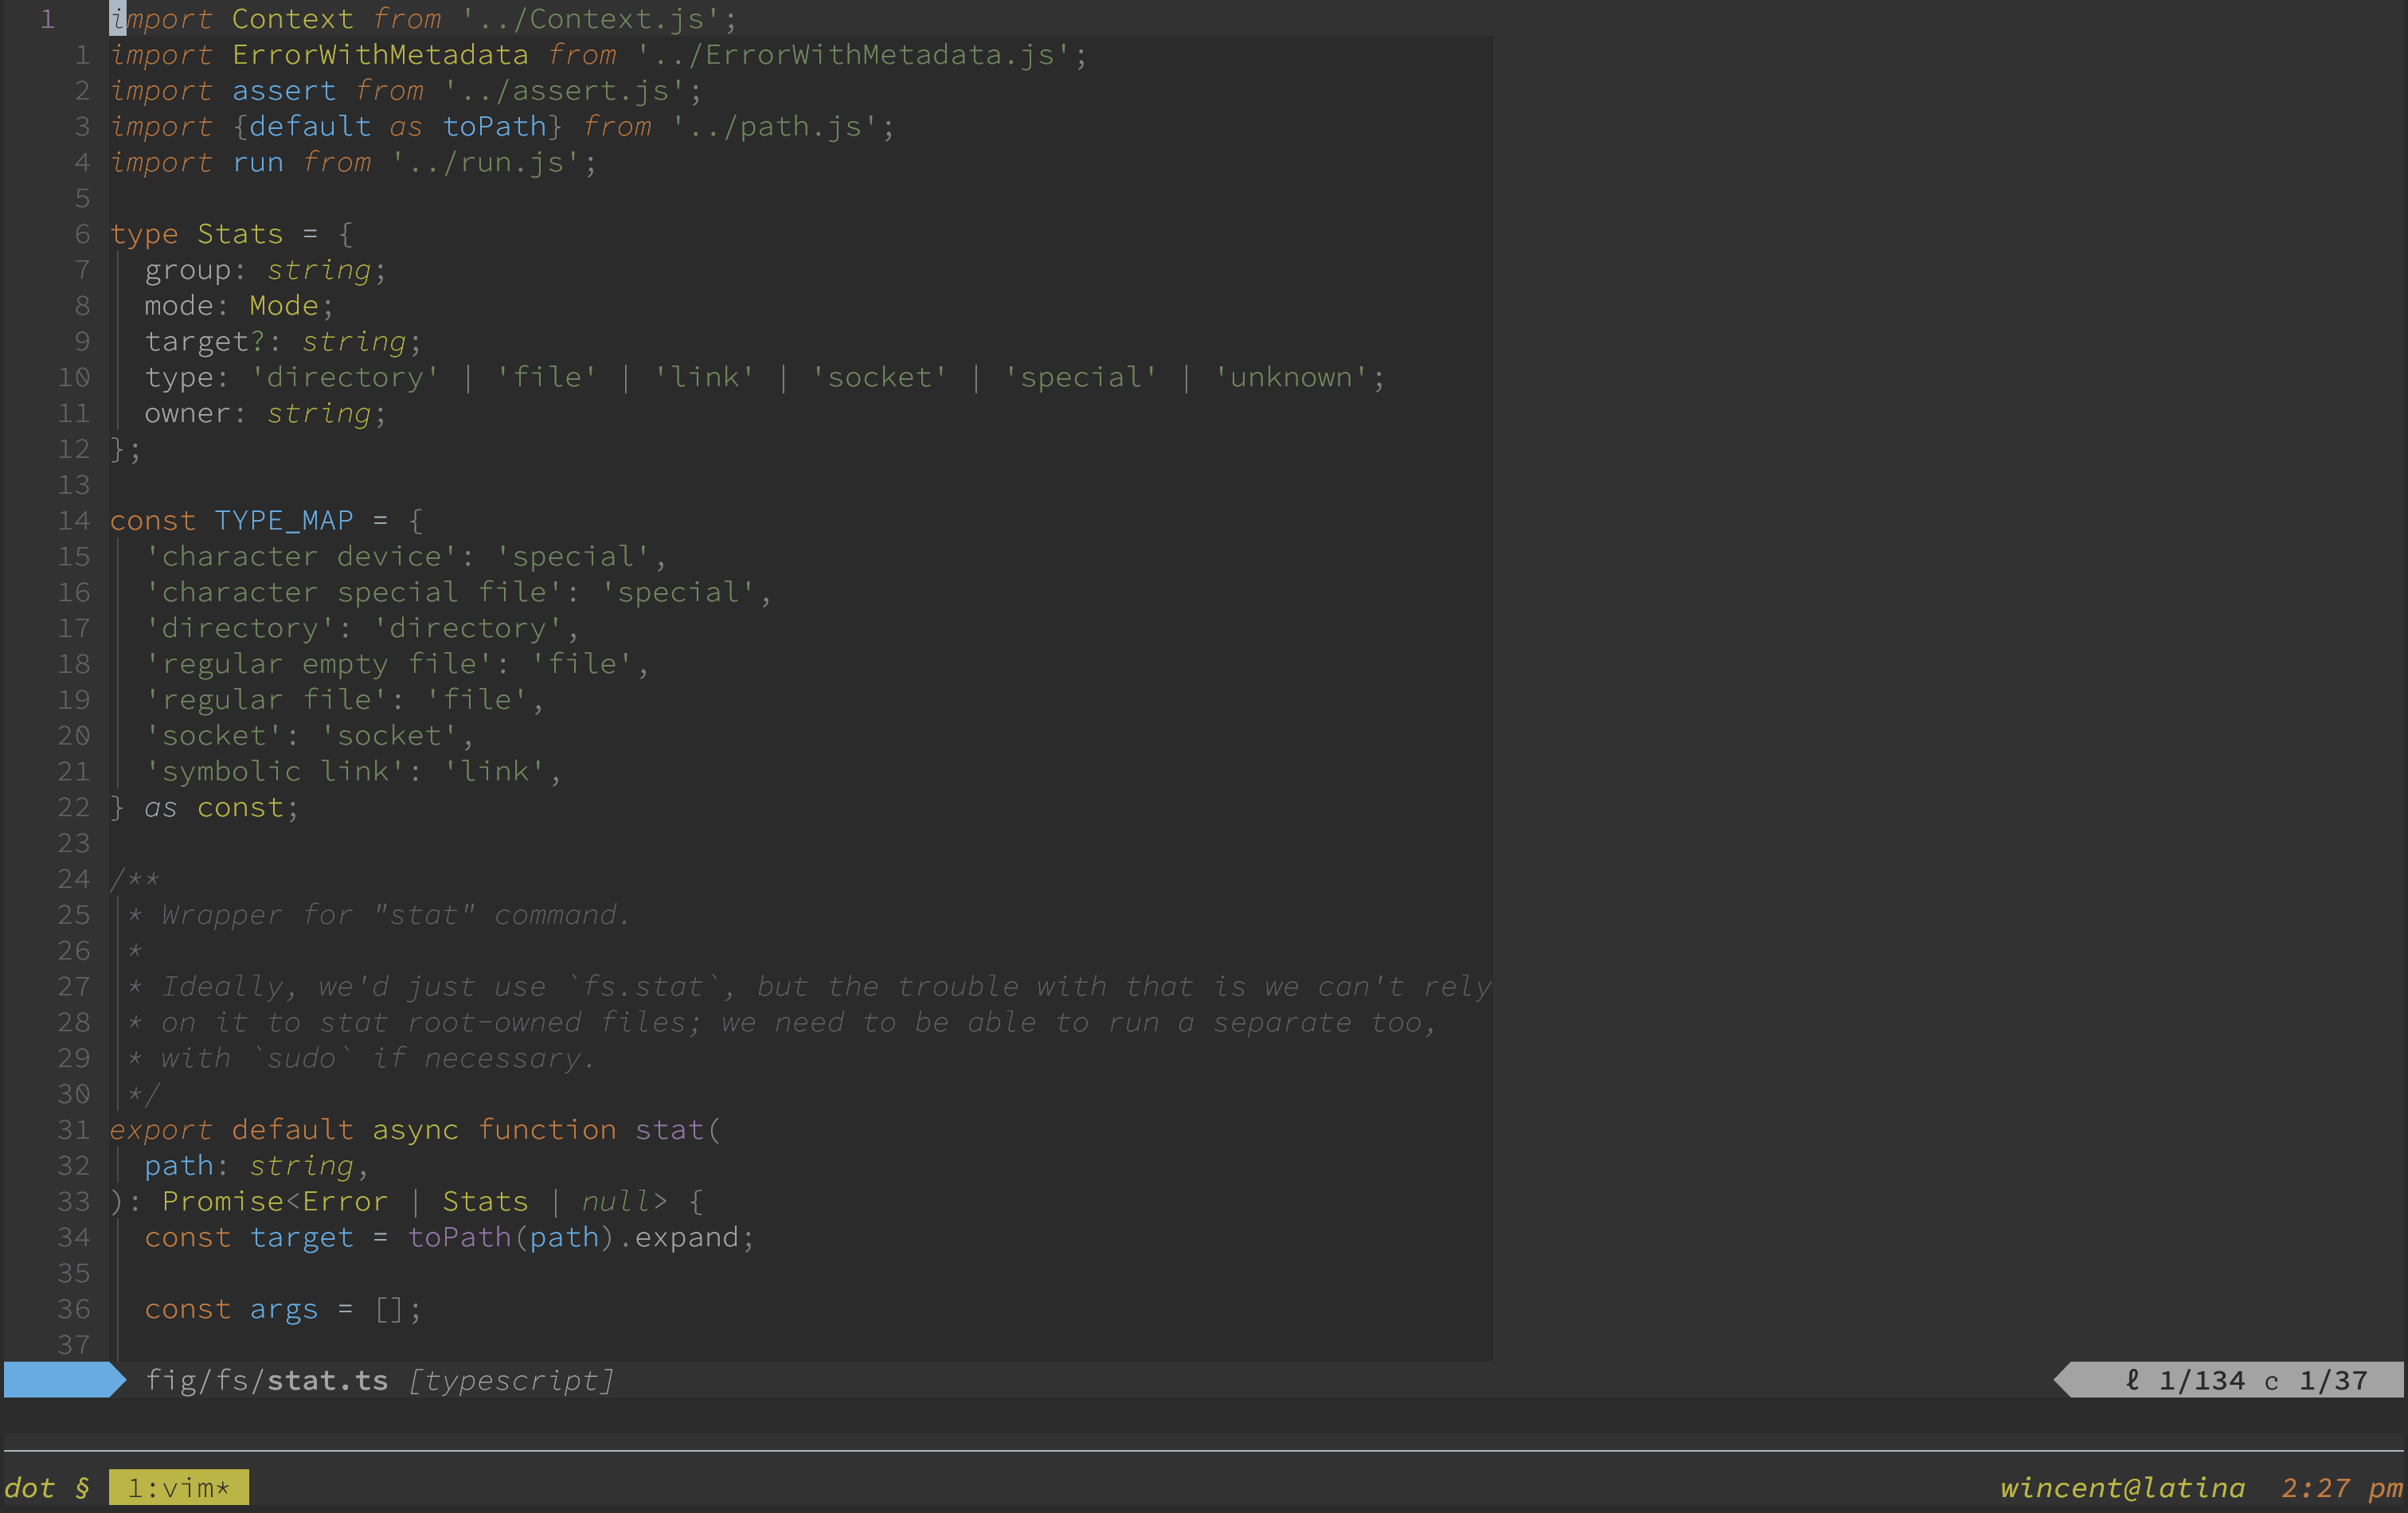 1 import Context from '../Context.js';
1 import ErrorWithMetadata from '../ErrorWithMetadata.js';
2 import assert from '../assert.js';
3 import {default as toPath} from '../path.js';
4 import run from '../run.js';
5
6 type Stats = {
7   group: string;
8   mode: Mode;
9   target?: string;
10   type: 'directory' | 'file' | 'link' | 'socket' | 'special' | 'unknown';
11   owner: string;
12 };
13
14 const TYPE_MAP = {
15   'character device': 'special',
16   'character special file': 'special',
17   'directory': 'directory',
18   'regular empty file': 'file',
19   'regular file': 'file',
20   'socket': 'socket',
21   'symbolic link': 'link',
22 } as const;
23
24 /**
25  * Wrapper for "stat" command.
26  *
27  * Ideally, we'd just use `fs.stat`, but the trouble with that is we can't rely
28  * on it to stat root-owned files; we need to be able to run a separate too,
29  * with `sudo` if necessary.
30  */
31 export default async function stat(
32   path: string,
33 ): Promise<Error | Stats | null> {
34   const target = toPath(path).expand;
35
36   const args = [];
37
fig/fs/stat.ts [typescript] ℓ 1/134 c 1/37
dot § 1:vim* wincent@latina 2:27 pm